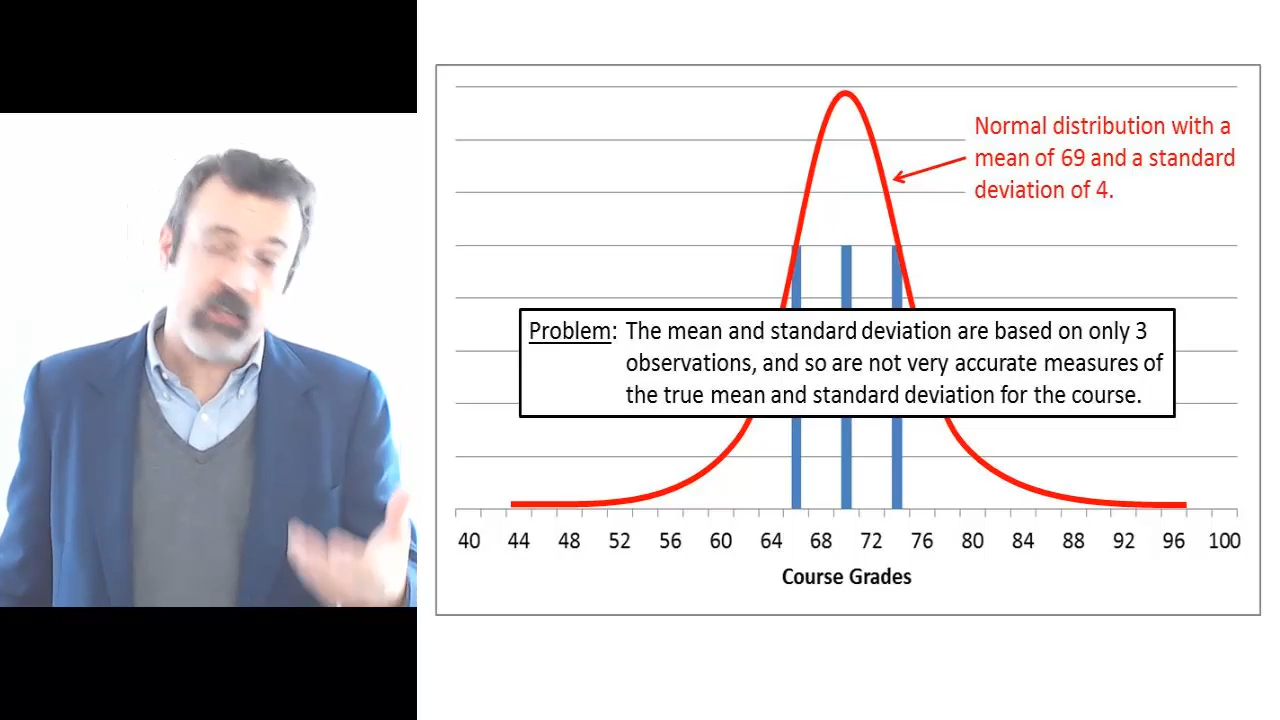 Normal distribution with a
mean of 69 and a standard
deviation of 4.
Problem: The mean and standard deviation are based on only 3
observations, and so are not very accurate measures of
the true mean and standard deviation for the course.
40 44 48 52 56 60 64 68 72 76 80 84 88 92 96 100
Course Grades